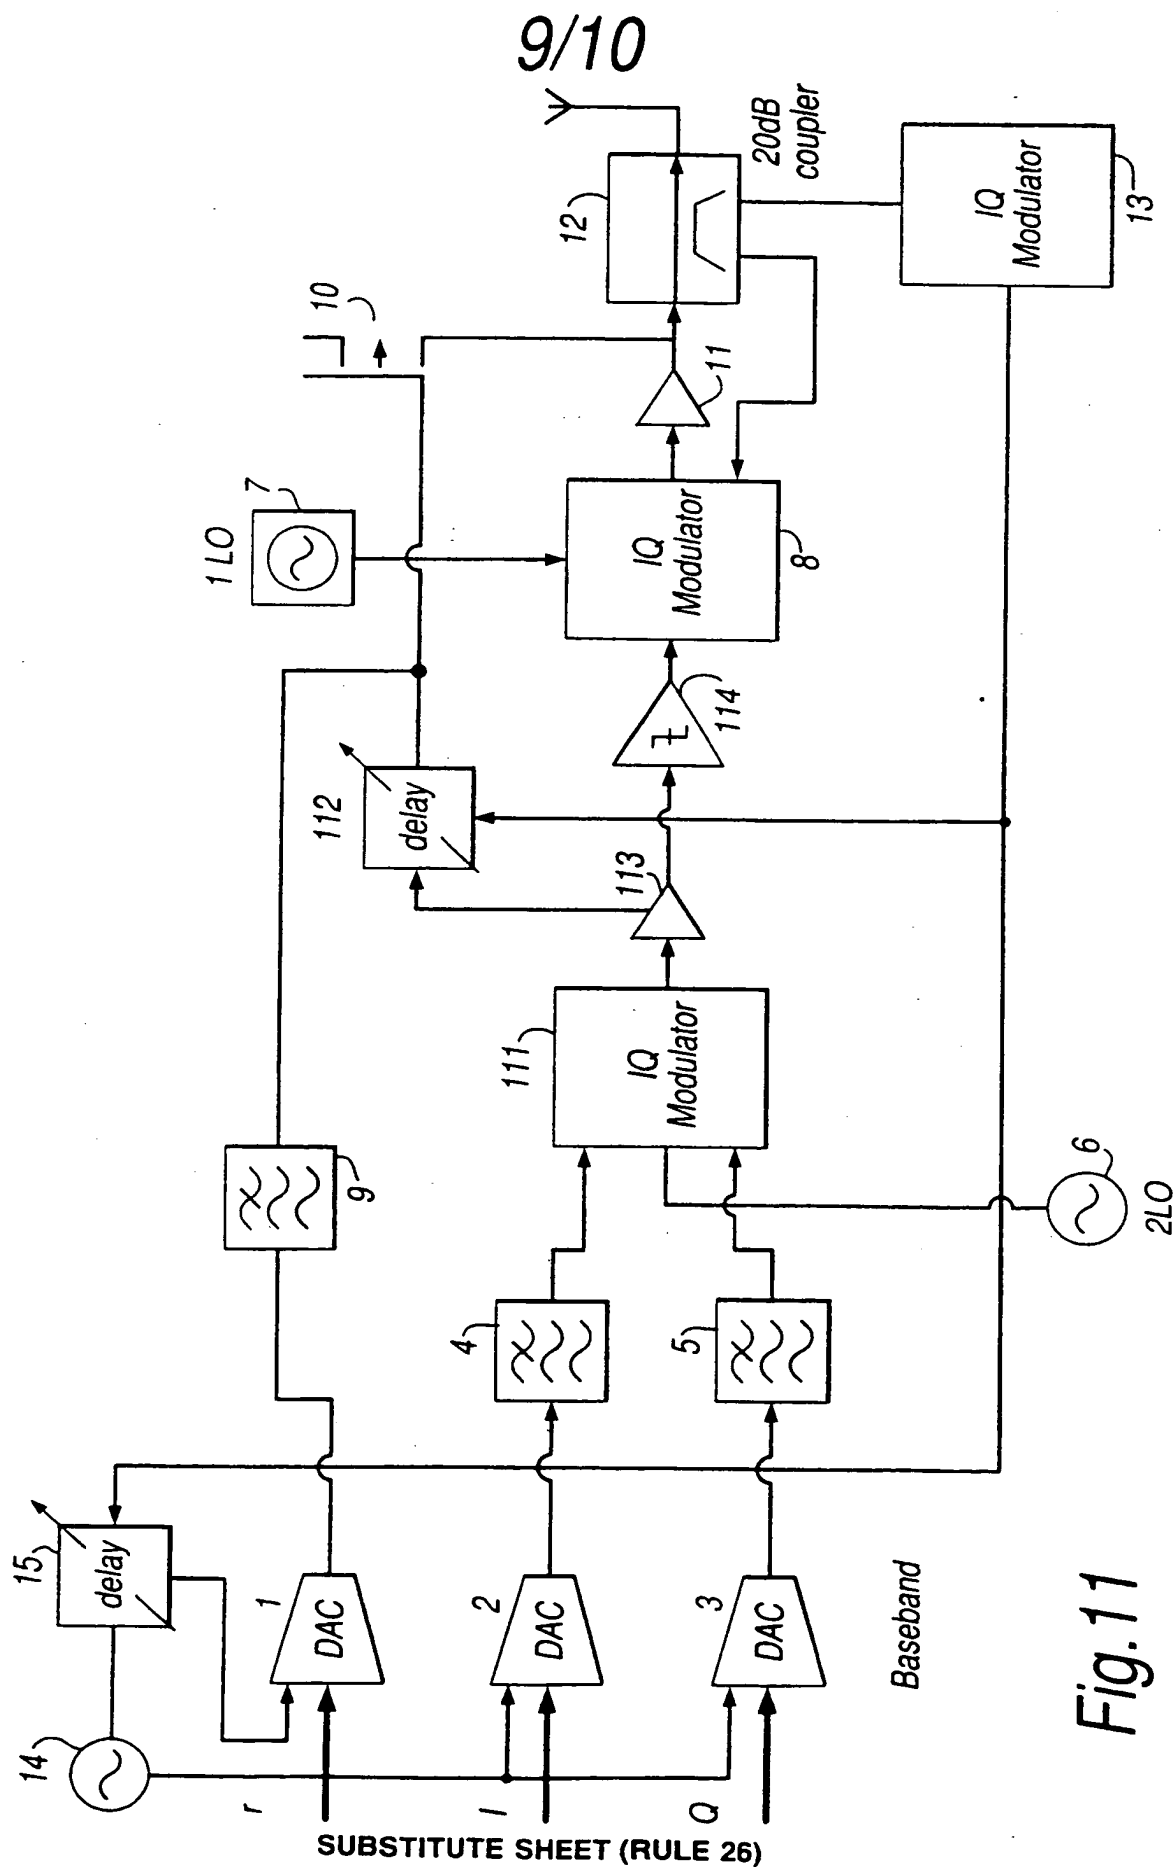 9/10
14
15
delay
r
1
DAC
I
2
DAC
Q
3
DAC
Baseband
9
4
5
111
IQ
Modulator
6
2LO
112
delay
113
114
1 LO
7
IQ
Modulator
8
10
11
12
20dB
coupler
IQ
Modulator
13
Fig.11
SUBSTITUTE SHEET (RULE 26)